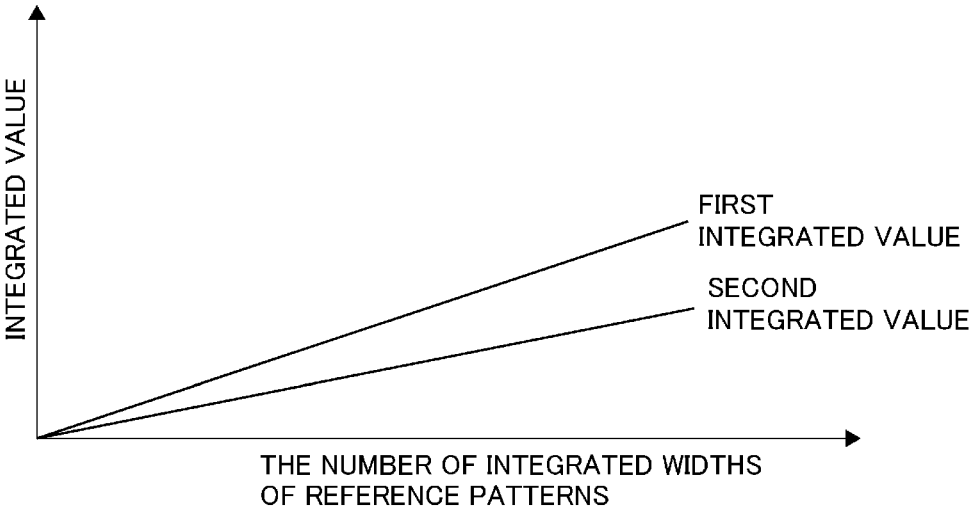 INTEGRATED VALUE
FIRST
INTEGRATED VALUE
SECOND
INTEGRATED VALUE
THE NUMBER OF INTEGRATED WIDTHS
OF REFERENCE PATTERNS